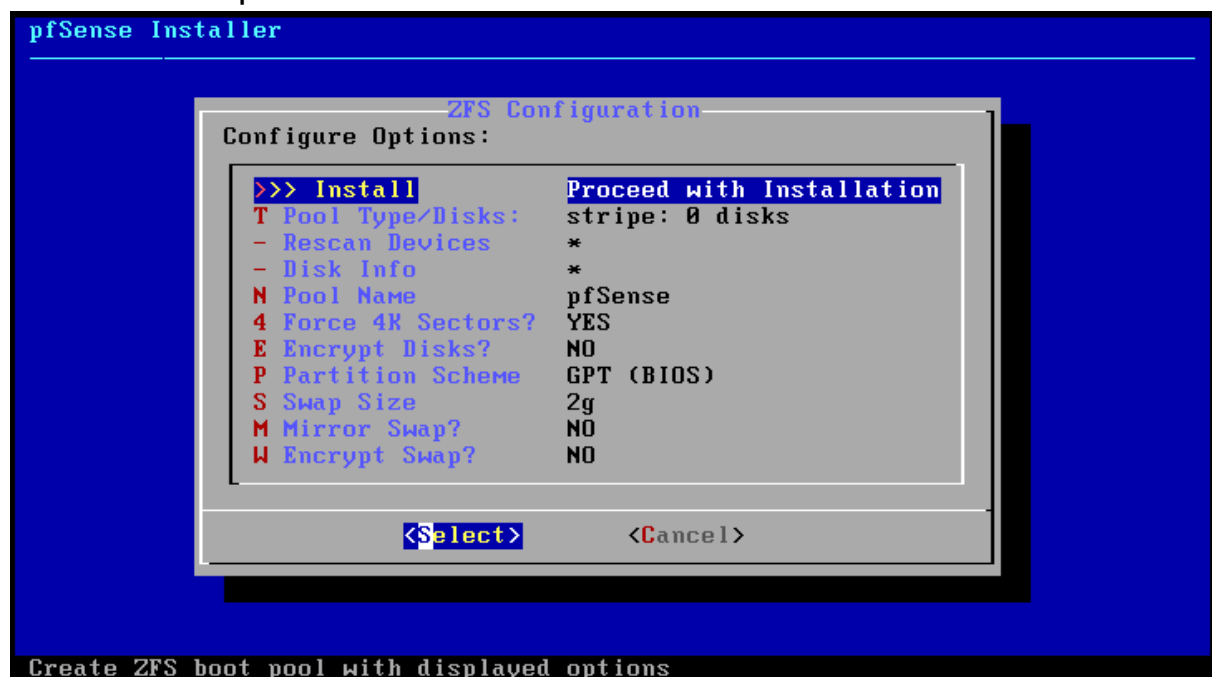 pfSense Installer
ZFS Configuration
Configure Options:
>>> Install Proceed with Installation
T Pool Type/Disks: stripe: 0 disks
- Rescan Devices *
- Disk Info *
N Pool Name pfSense
4 Force 4K Sectors? YES
E Encrypt Disks? NO
P Partition Scheme GPT (BIOS)
S Swap Size 2g
M Mirror Swap? NO
W Encrypt Swap? NO
<Select> <Cancel>
Create ZFS boot pool with displayed options